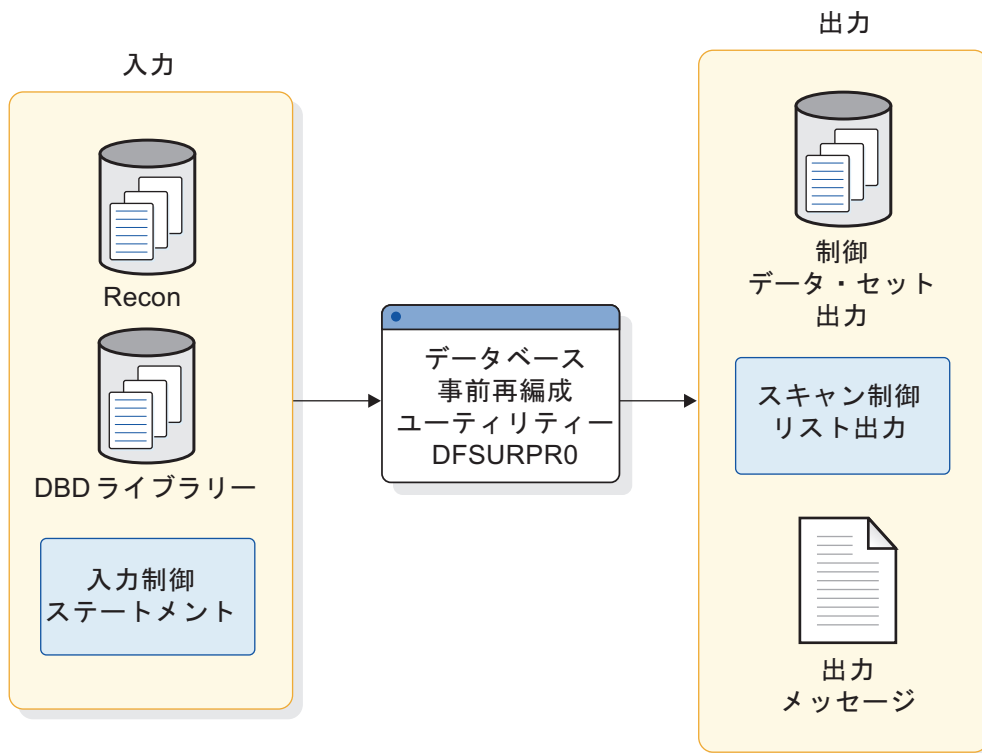 入力
Recon
DBD ライブラリー
入力制御
ステートメント
データベース
事前再編成
ユーティリティー
DFSURPR0
出力
制御
データ・セット
出力
スキャン制御
リスト出力
出力
メッセージ